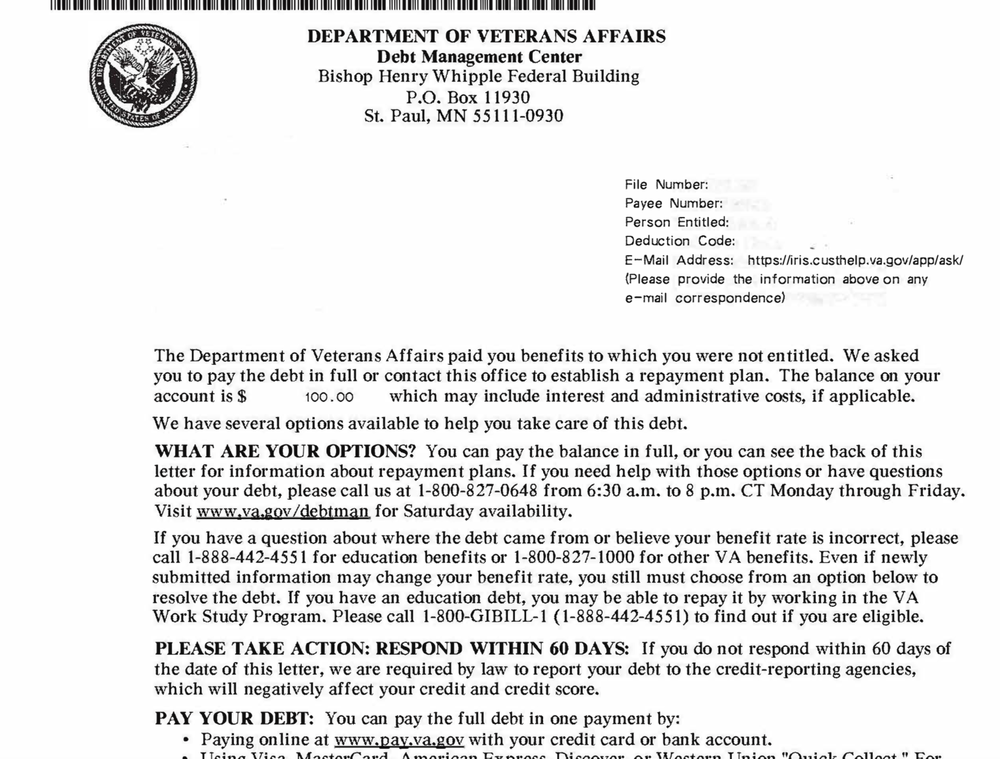 DEPARTMENT OF VETERANS AFFAIRS
Debt Management Center
Bishop Henry Whipple Federal Building
P.O. Box 11930
St. Paul, MN 55111-0930
DEPARTMENT OF VETERANS AFFAIRS
UNITED STATES OF AMERICA
File Number:
Payee Number:
Person Entitled:
Deduction Code:
E-Mail Address: https://iris.custhelp.va.gov/app/ask/
(Please provide the information above on any
e-mail correspondence)
The Department of Veterans Affairs paid you benefits to which you were not entitled. We asked
you to pay the debt in full or contact this office to establish a repayment plan. The balance on your
account is $ 100.00 which may include interest and administrative costs, if applicable.
We have several options available to help you take care of this debt.
WHAT ARE YOUR OPTIONS? You can pay the balance in full, or you can see the back of this
letter for information about repayment plans. If you need help with those options or have questions
about your debt, please call us at 1-800-827-0648 from 6:30 a.m. to 8 p.m. CT Monday through Friday.
Visit www.va.gov/debtman for Saturday availability.
If you have a question about where the debt came from or believe your benefit rate is incorrect, please
call 1-888-442-4551 for education benefits or 1-800-827-1000 for other VA benefits. Even if newly
submitted information may change your benefit rate, you still must choose from an option below to
resolve the debt. If you have an education debt, you may be able to repay it by working in the VA
Work Study Program. Please call 1-800-GIBILL-1 (1-888-442-4551) to find out if you are eligible.
PLEASE TAKE ACTION: RESPOND WITHIN 60 DAYS: If you do not respond within 60 days of
the date of this letter, we are required by law to report your debt to the credit-reporting agencies,
which will negatively affect your credit and credit score.
PAY YOUR DEBT: You can pay the full debt in one payment by:
• Paying online at www.pay.va.gov with your credit card or bank account.
• Using Visa, MasterCard, American Express, Discover, or Western Union "Quick Collect." For